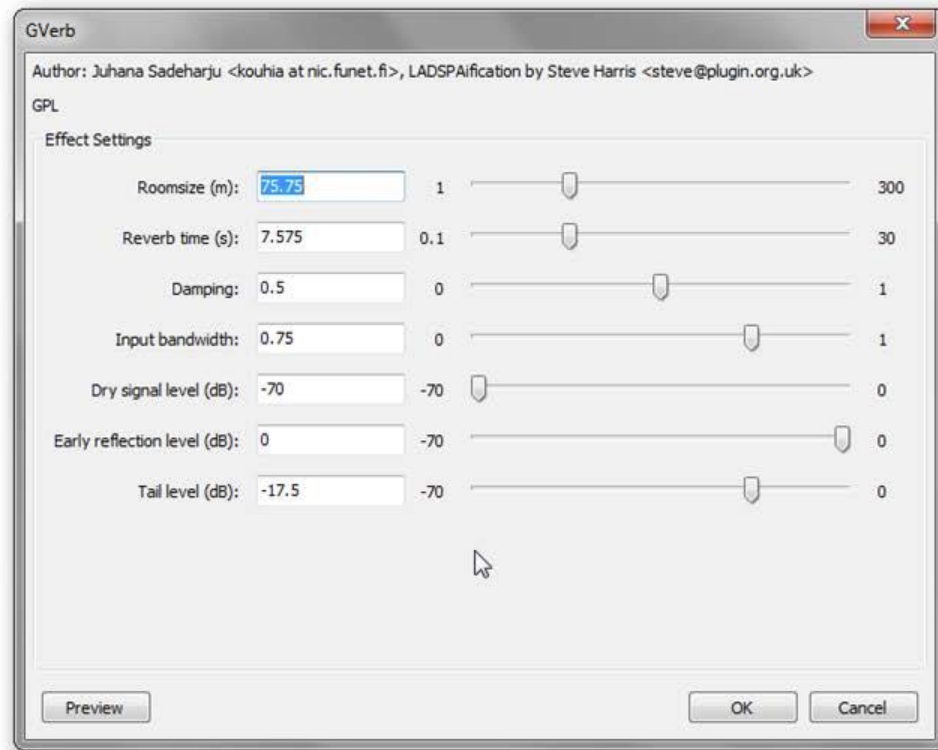 GVerb
Author: Juhana Sadeharju <kouhia at nic.funet.fi>, LADSPAification by Steve Harris <steve@plugin.org.uk>
GPL
Effect Settings
Roomsize (m): 75.75 1 300
Reverb time (s): 7.575 0.1 30
Damping: 0.5 0 1
Input bandwidth: 0.75 0 1
Dry signal level (dB): -70 -70 0
Early reflection level (dB): 0 -70 0
Tail level (dB): -17.5 -70 0
Preview OK Cancel